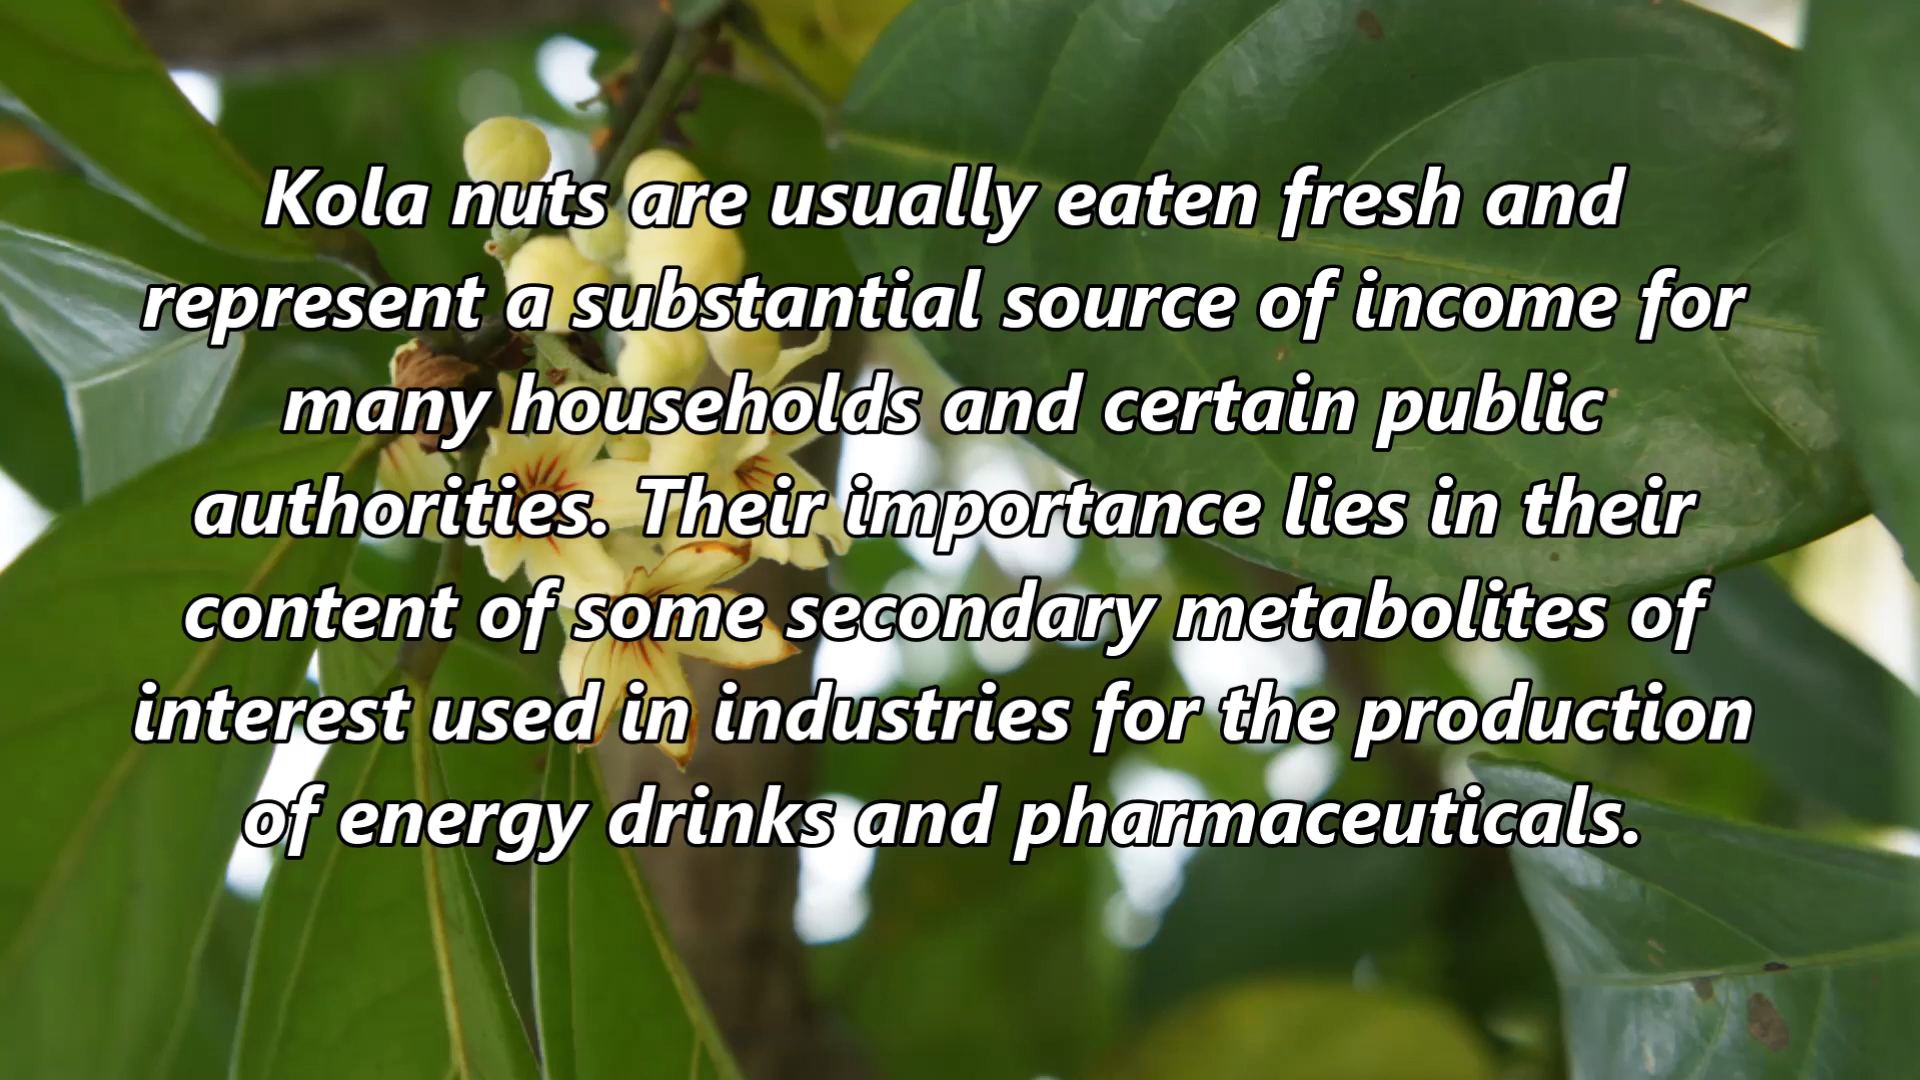 Kola nuts are usually eaten fresh and
represent a substantial source of income for
many households and certain public
authorities. Their importance lies in their
content of some secondary metabolites of
interest used in industries for the production
of energy drinks and pharmaceuticals.